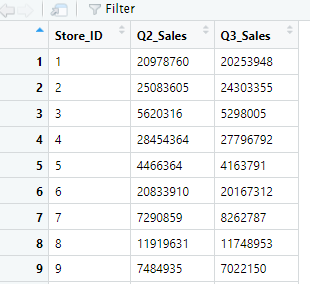 Filter
Store_ID Q2_Sales Q3_Sales
1 1 20978760 20253948
2 2 25083605 24303355
3 3 5620316 5298005
4 4 28454364 27796792
5 5 4466364 4163791
6 6 20833910 20167312
7 7 7290859 8262787
8 8 11919631 11748953
9 9 7484935 7022150